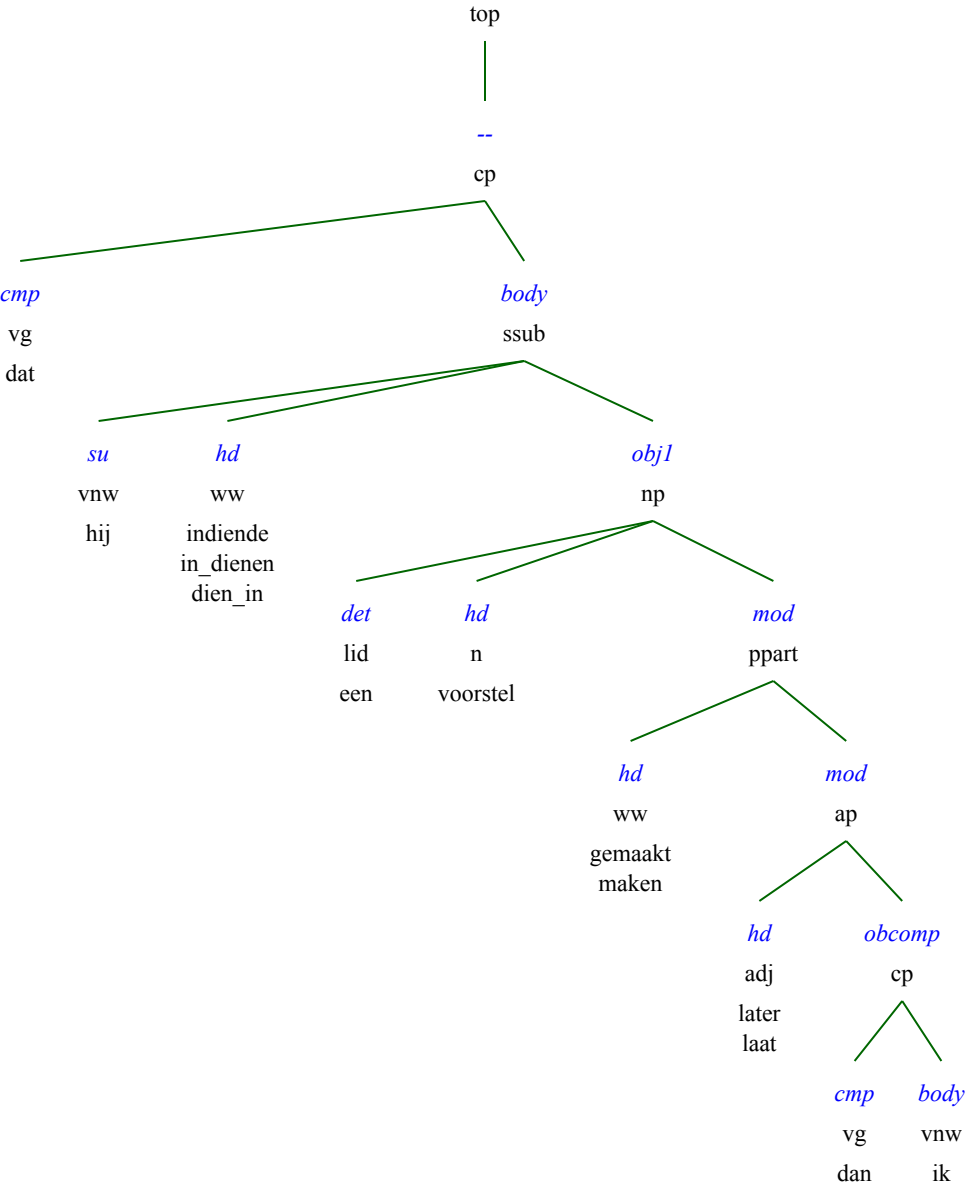 top
--
cp
cmp body
vg ssub
dat
su hd obj1
vnw ww np
hij indiende
in_dienen
dien_in
det hd mod
lid n ppart
een voorstel
hd mod
ww ap
gemaakt
maken
hd obcomp
adj cp
later
laat
cmp body
vg vnw
dan ik